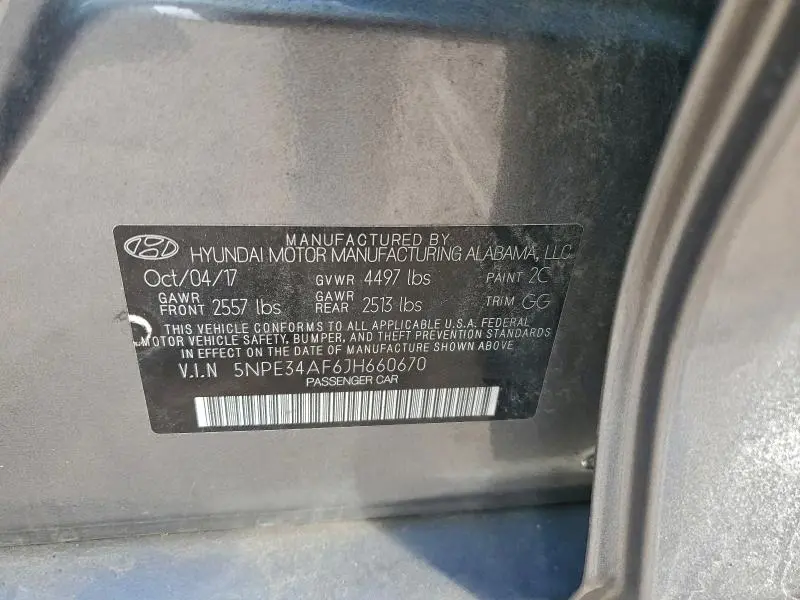 MANUFACTURED BY
HYUNDAI MOTOR MANUFACTURING ALABAMA, LLC
Oct/04/17 GVWR 4497 lbs PAINT 2C
GAWR FRONT 2557 lbs GAWR REAR 2513 lbs TRIM GG
THIS VEHICLE CONFORMS TO ALL APPLICABLE U.S.A. FEDERAL
MOTOR VEHICLE SAFETY, BUMPER, AND THEFT PREVENTION STANDARDS
IN EFFECT ON THE DATE OF MANUFACTURE SHOWN ABOVE
V.I.N 5NPE34AF6JH660670
PASSENGER CAR